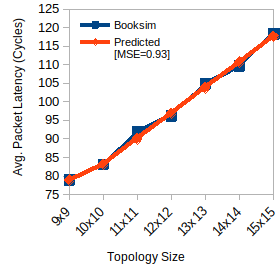 125
120
115
110
105
100
95
90
85
80
75
Avg. Packet Latency (Cycles)
Booksim
Predicted
[MSE=0.93]
9x9
10x10
11x11
12x12
13x13
14x14
15x15
Topology Size